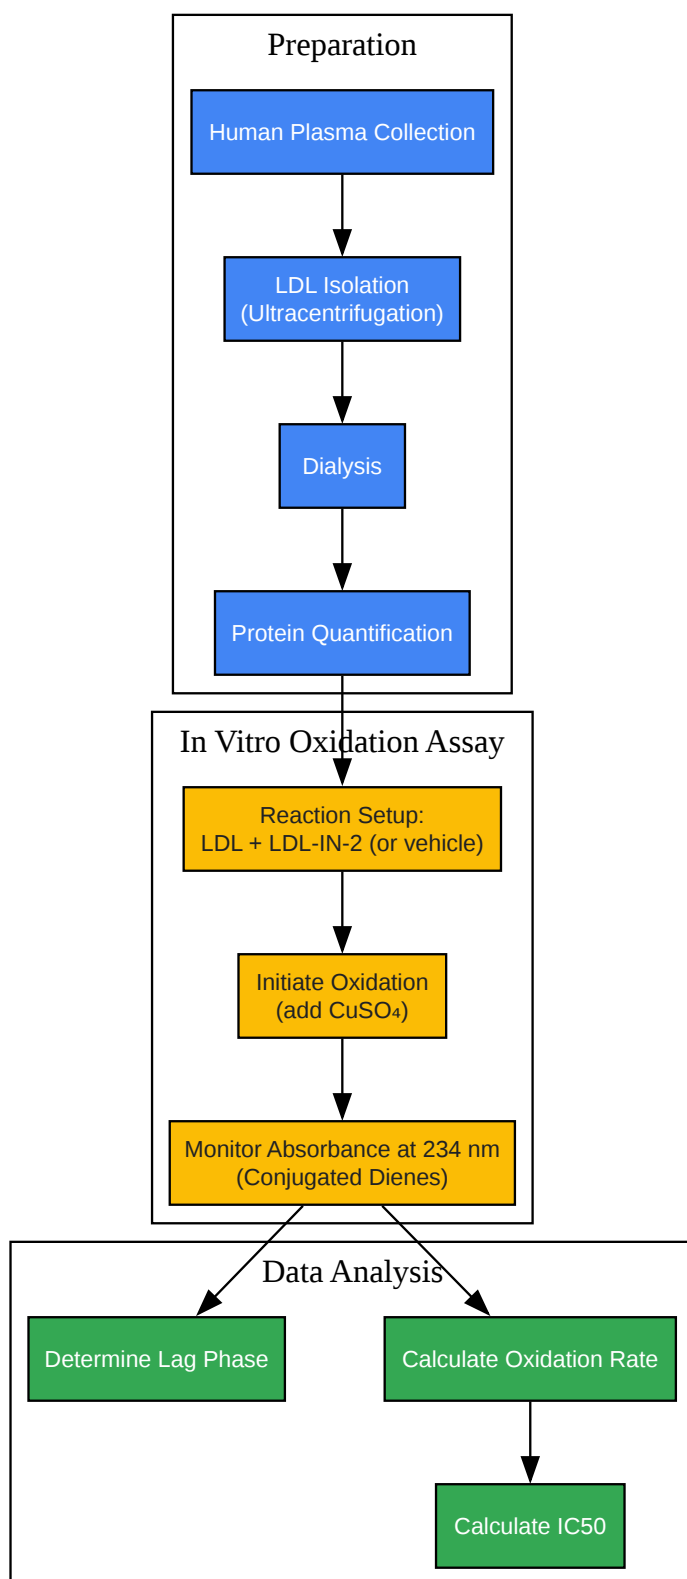 Preparation
Human Plasma Collection
LDL Isolation
(Ultracentrifugation)
Dialysis
Protein Quantification
In Vitro Oxidation Assay
Reaction Setup:
LDL + LDL-IN-2 (or vehicle)
Initiate Oxidation
(add CuSO₄)
Monitor Absorbance at 234 nm
(Conjugated Dienes)
Data Analysis
Determine Lag Phase
Calculate Oxidation Rate
Calculate IC50